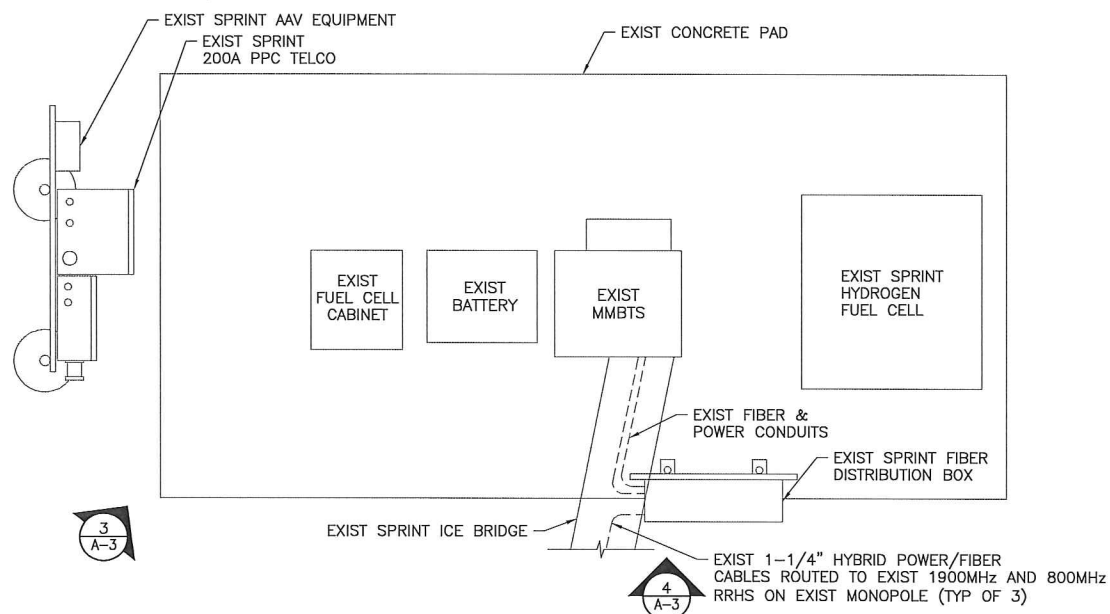 EXIST SPRINT AAV EQUIPMENT
EXIST SPRINT
200A PPC TELCO
EXIST CONCRETE PAD
EXIST
FUEL CELL
CABINET
EXIST
BATTERY
EXIST
MMBTS
EXIST SPRINT
HYDROGEN
FUEL CELL
EXIST FIBER &
POWER CONDUITS
EXIST SPRINT FIBER
DISTRIBUTION BOX
3
A-3
EXIST SPRINT ICE BRIDGE
EXIST 1-1/4" HYBRID POWER/FIBER
CABLES ROUTED TO EXIST 1900MHz AND 800MHz
RRHS ON EXIST MONOPOLE (TYP OF 3)
4
A-3